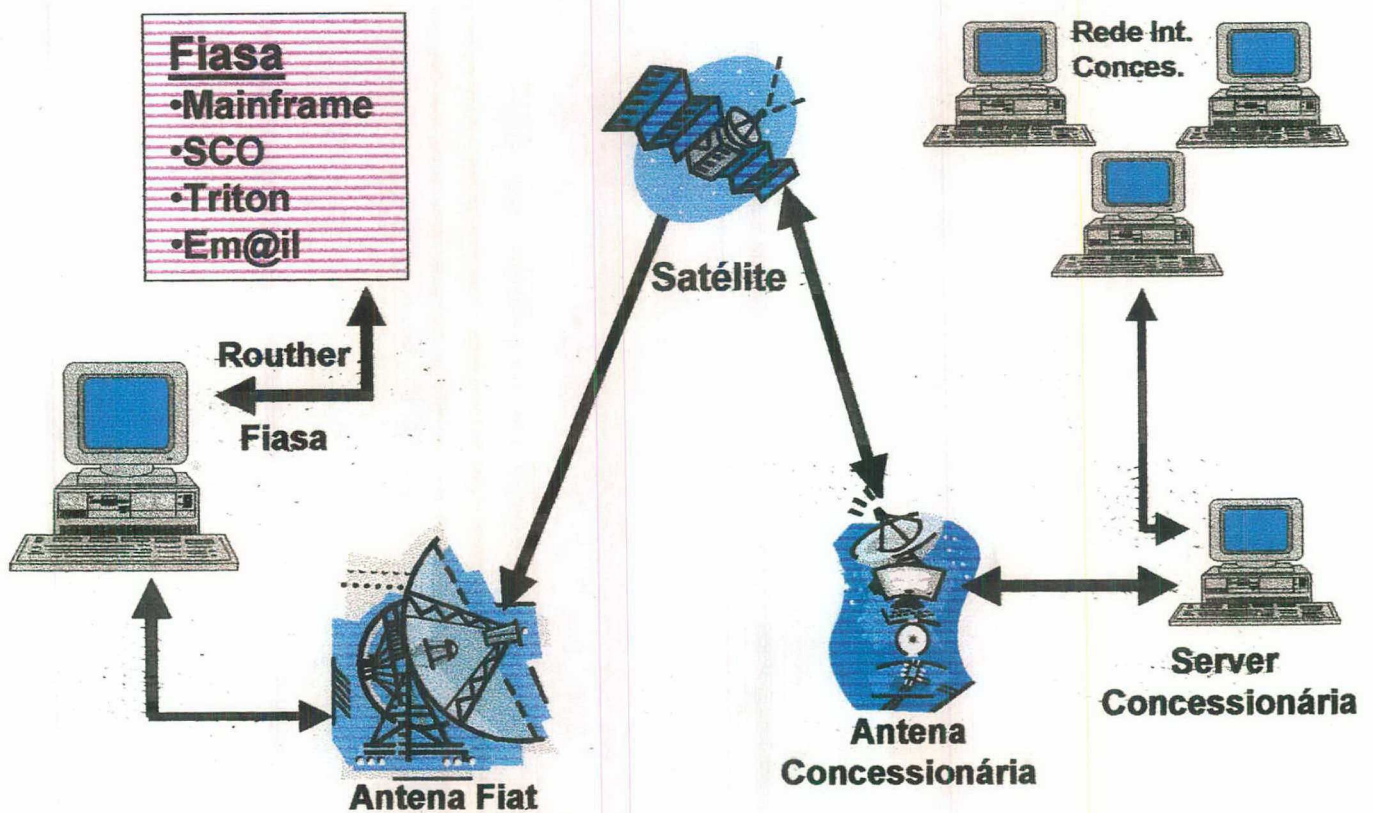 Fiasa
•Mainframe
•SCO
•Triton
•Em@il
Rede Int.
Conces.
Satélite
Routher
Fiasa
Antena Fiat
Antena
Concessionária
Server
Concessionária